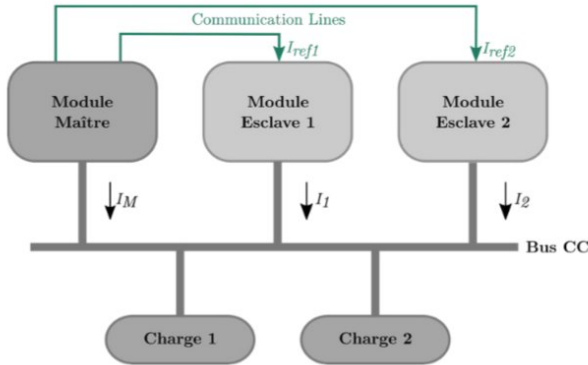 Communication Lines
Iref1
Iref2
Module
Maître
Module
Esclave 1
Module
Esclave 2
IM
I1
I2
Bus CC
Charge 1
Charge 2